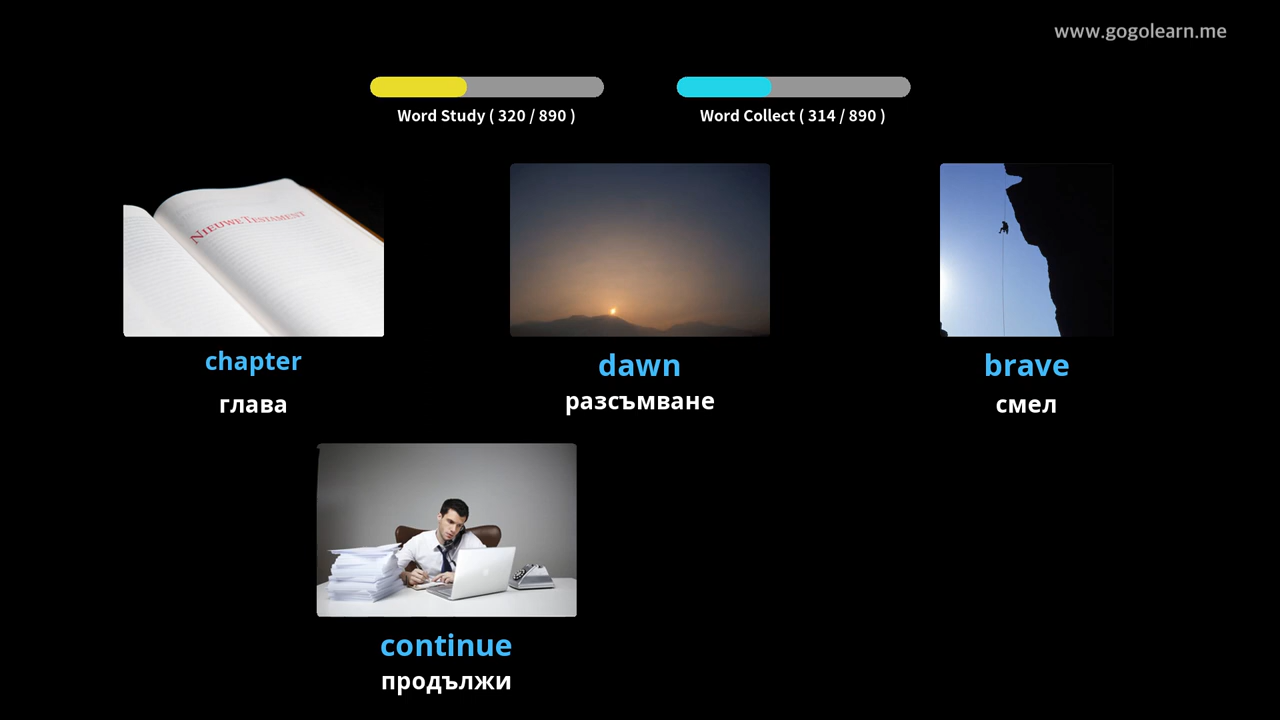 www.gogolearn.me
Word Study ( 320 / 890 )
Word Collect ( 314 / 890 )
NIEUWE TESTAMENT
chapter
глава
dawn
разсъмване
brave
смел
continue
продължи